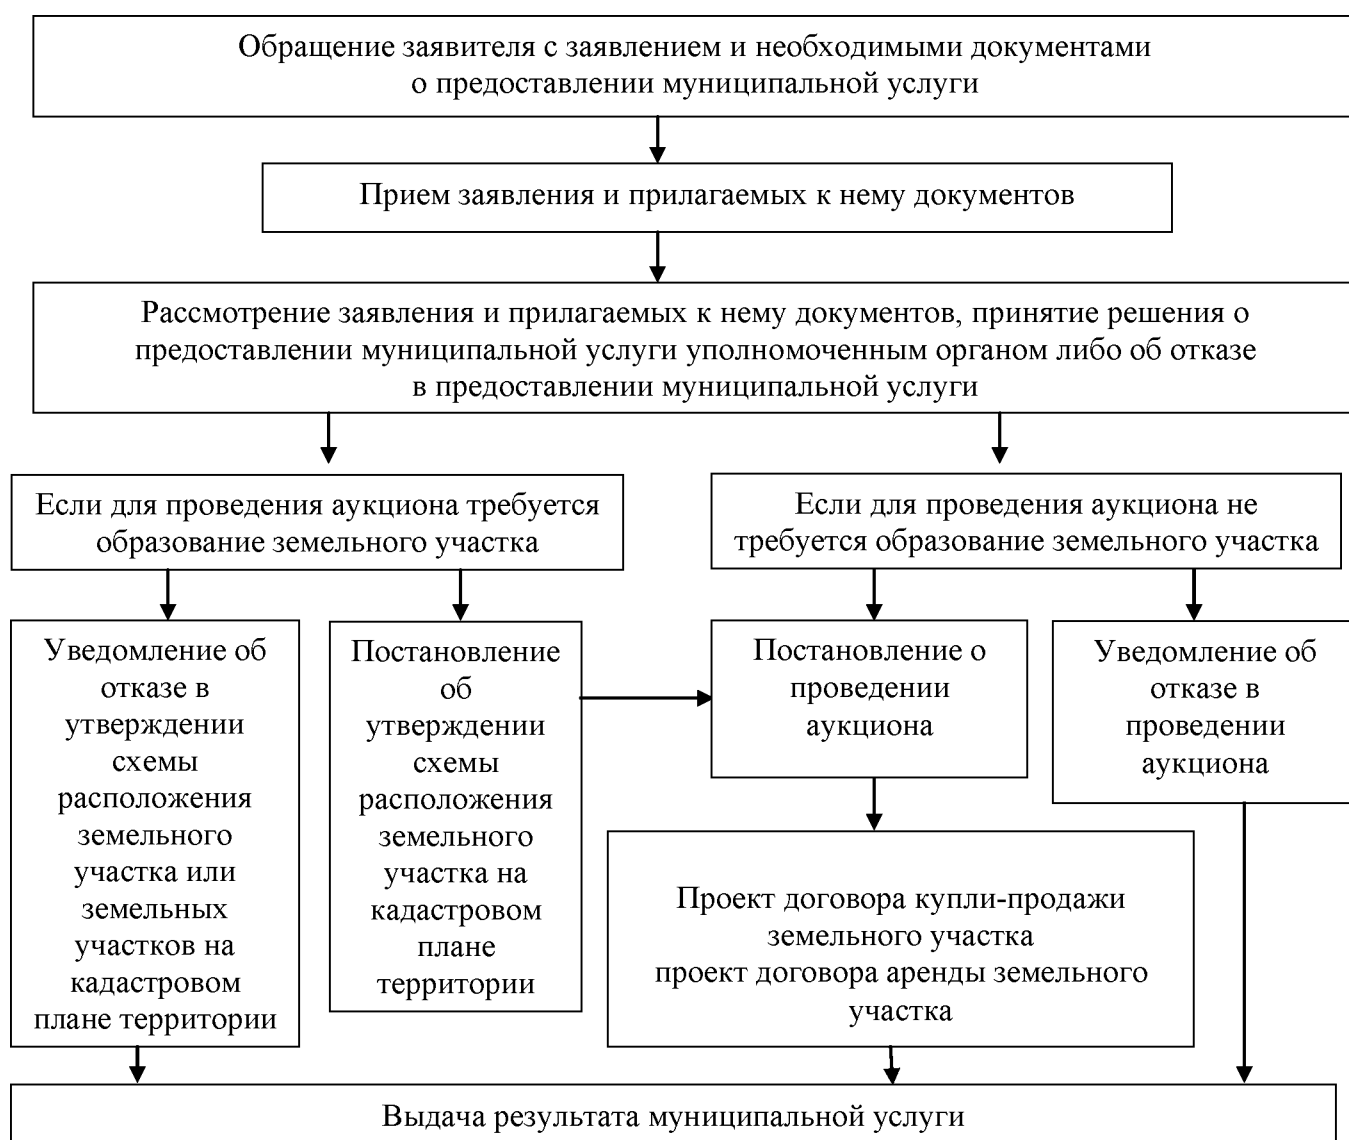 Обращение заявителя с заявлением и необходимыми документами
о предоставлении муниципальной услуги
Прием заявления и прилагаемых к нему документов
Рассмотрение заявления и прилагаемых к нему документов, принятие решения о
предоставлении муниципальной услуги уполномоченным органом либо об отказе
в предоставлении муниципальной услуги
Если для проведения аукциона требуется
образование земельного участка
Если для проведения аукциона не
требуется образование земельного участка
Уведомление об
отказе в
утверждении
схемы
расположения
земельного
участка или
земельных
участков на
кадастровом
плане территории
Постановление
об
утверждении
схемы
расположения
земельного
участка на
кадастровом
плане
территории
Постановление о
проведении
аукциона
Уведомление об
отказе в
проведении
аукциона
Проект договора купли-продажи
земельного участка
проект договора аренды земельного
участка
Выдача результата муниципальной услуги